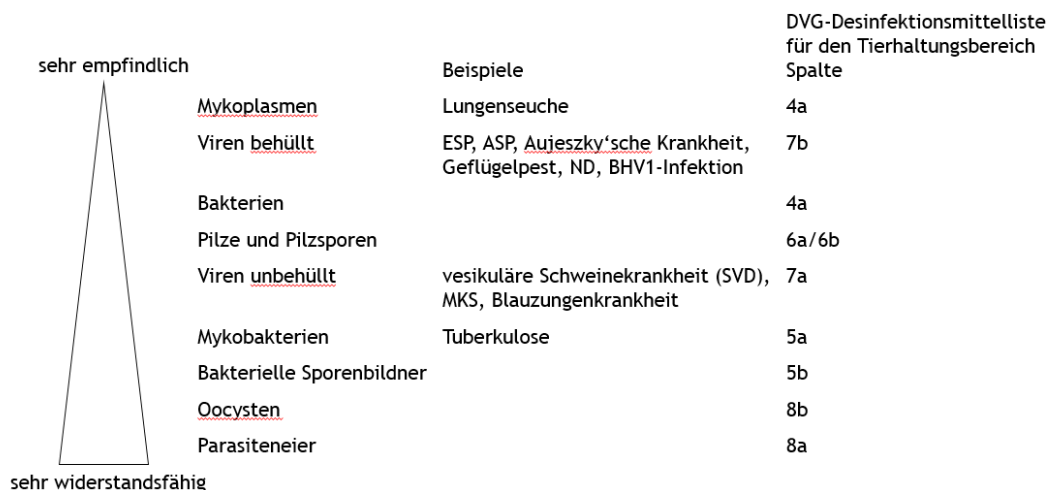 DVG-Desinfektionsmittelliste
für den Tierhaltungsbereich
sehr empfindlich Beispiele Spalte
Mykoplasmen Lungenseuche 4a
Viren behüllt ESP, ASP, Aujeszky‘sche Krankheit, 7b
Geflügelpest, ND, BHV1-Infektion
Bakterien 4a
Pilze und Pilzsporen 6a/6b
Viren unbehüllt vesikuläre Schweinekrankheit (SVD), 7a
MKS, Blauzungenkrankheit
Mykobakterien Tuberkulose 5a
Bakterielle Sporenbildner 5b
Oocysten 8b
Parasiteneier 8a
sehr widerstandsfähig